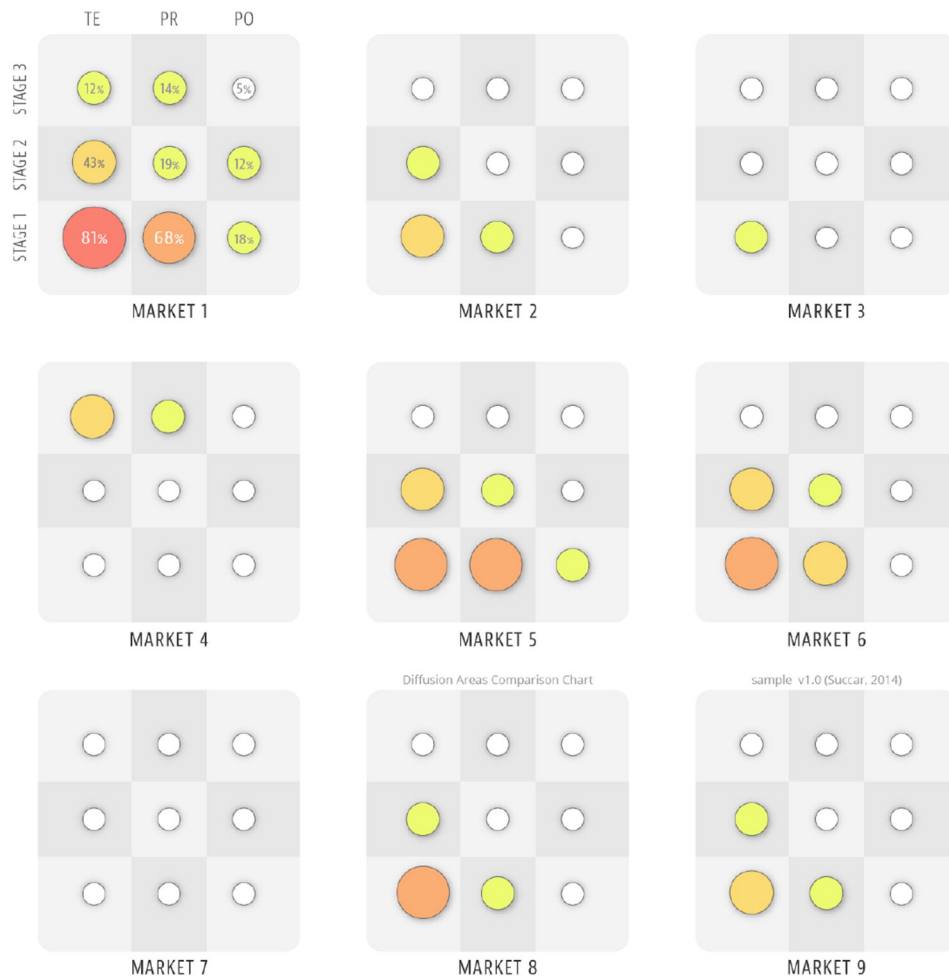 TE PR PO
STAGE 3
12% 14% 5%
STAGE 2
43% 19% 12%
STAGE 1
81% 68% 18%
MARKET 1 MARKET 2 MARKET 3
MARKET 4 MARKET 5 MARKET 6
Diffusion Areas Comparison Chart sample v1.0 (Succar, 2014)
MARKET 7 MARKET 8 MARKET 9